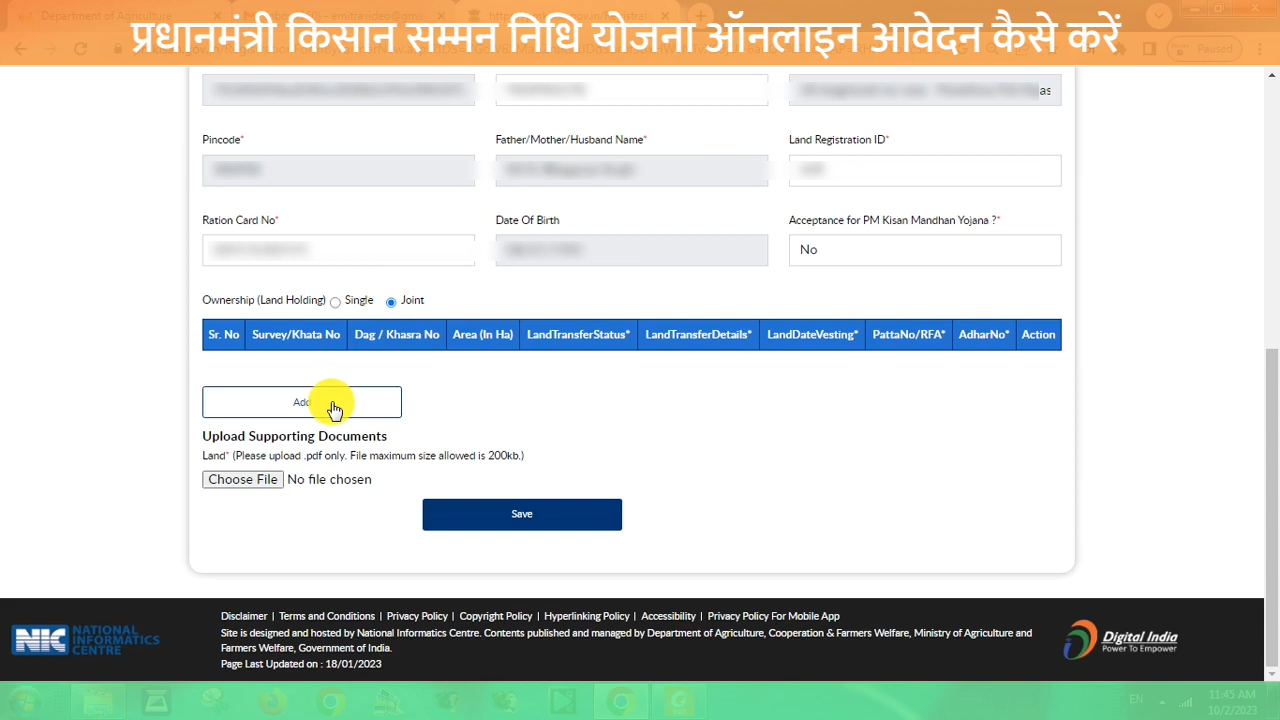 प्रधानमंत्री किसान सम्मन निधि योजना ऑनलाइन आवेदन कैसे करें
Department of Agriculture
Paused
as
Pincode* Father/Mother/Husband Name* Land Registration ID*
Ration Card No* Date Of Birth Acceptance for PM Kisan Mandhan Yojana ?*
No
Ownership (Land Holding) Single Joint
Sr. No Survey/Khata No Dag / Khasra No Area (In Ha) LandTransferStatus* LandTransferDetails* LandDateVesting* PattaNo/RFA* AdharNo* Action
Add
Upload Supporting Documents
Land* (Please upload .pdf only. File maximum size allowed is 200kb.)
Choose File No file chosen
Save
Disclaimer | Terms and Conditions | Privacy Policy | Copyright Policy | Hyperlinking Policy | Accessibility | Privacy Policy For Mobile App
Site is designed and hosted by National Informatics Centre. Contents published and managed by Department of Agriculture, Cooperation & Farmers Welfare, Ministry of Agriculture and
Farmers Welfare, Government of India.
Page Last Updated on : 18/01/2023
NIC NATIONAL INFORMATICS CENTRE
Digital India
Power To Empower
EN 11:45 AM
10/2/2023